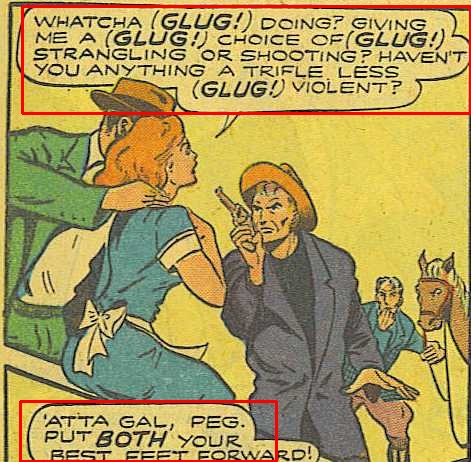 WHATCHA (GLUG!) DOING? GIVING
ME A (GLUG!) CHOICE OF (GLUG!)
STRANGLING OR SHOOTING? HAVEN'T
YOU ANYTHING A TRIFLE LESS
(GLUG!) VIOLENT?
'ATTA GAL, PEG.
PUT BOTH YOUR
BEST FEET FORWARD!